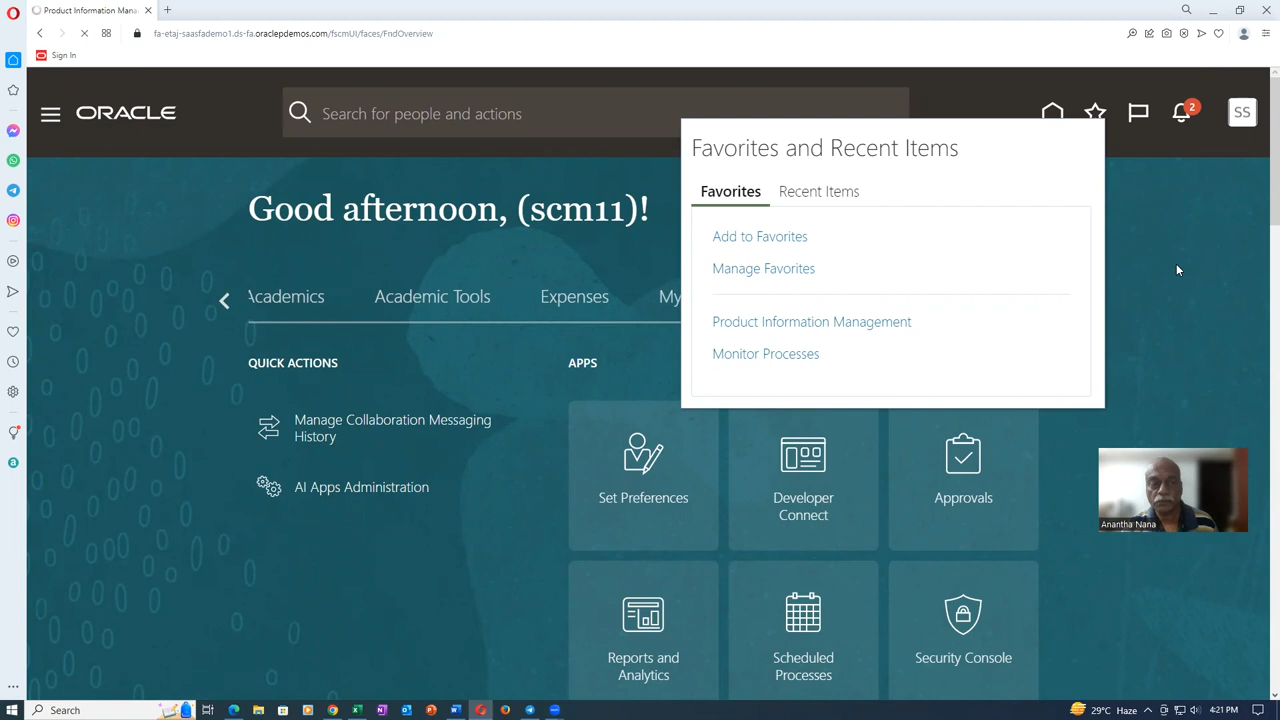 Product Information Mana
fa-etaj-saasfademo1.ds-fa.oraclepdemos.com/fscmUI/faces/FndOverview
Sign In
ORACLE
Search for people and actions
2
SS
Favorites and Recent Items
Favorites
Recent Items
Add to Favorites
Manage Favorites
Product Information Management
Monitor Processes
Good afternoon, (scm11)!
Academics
Academic Tools
Expenses
My
QUICK ACTIONS
APPS
Manage Collaboration Messaging
History
AI Apps Administration
Set Preferences
Developer
Connect
Approvals
Reports and
Analytics
Scheduled
Processes
Security Console
Anantha Nana
Search
29°C Haze
4:21 PM